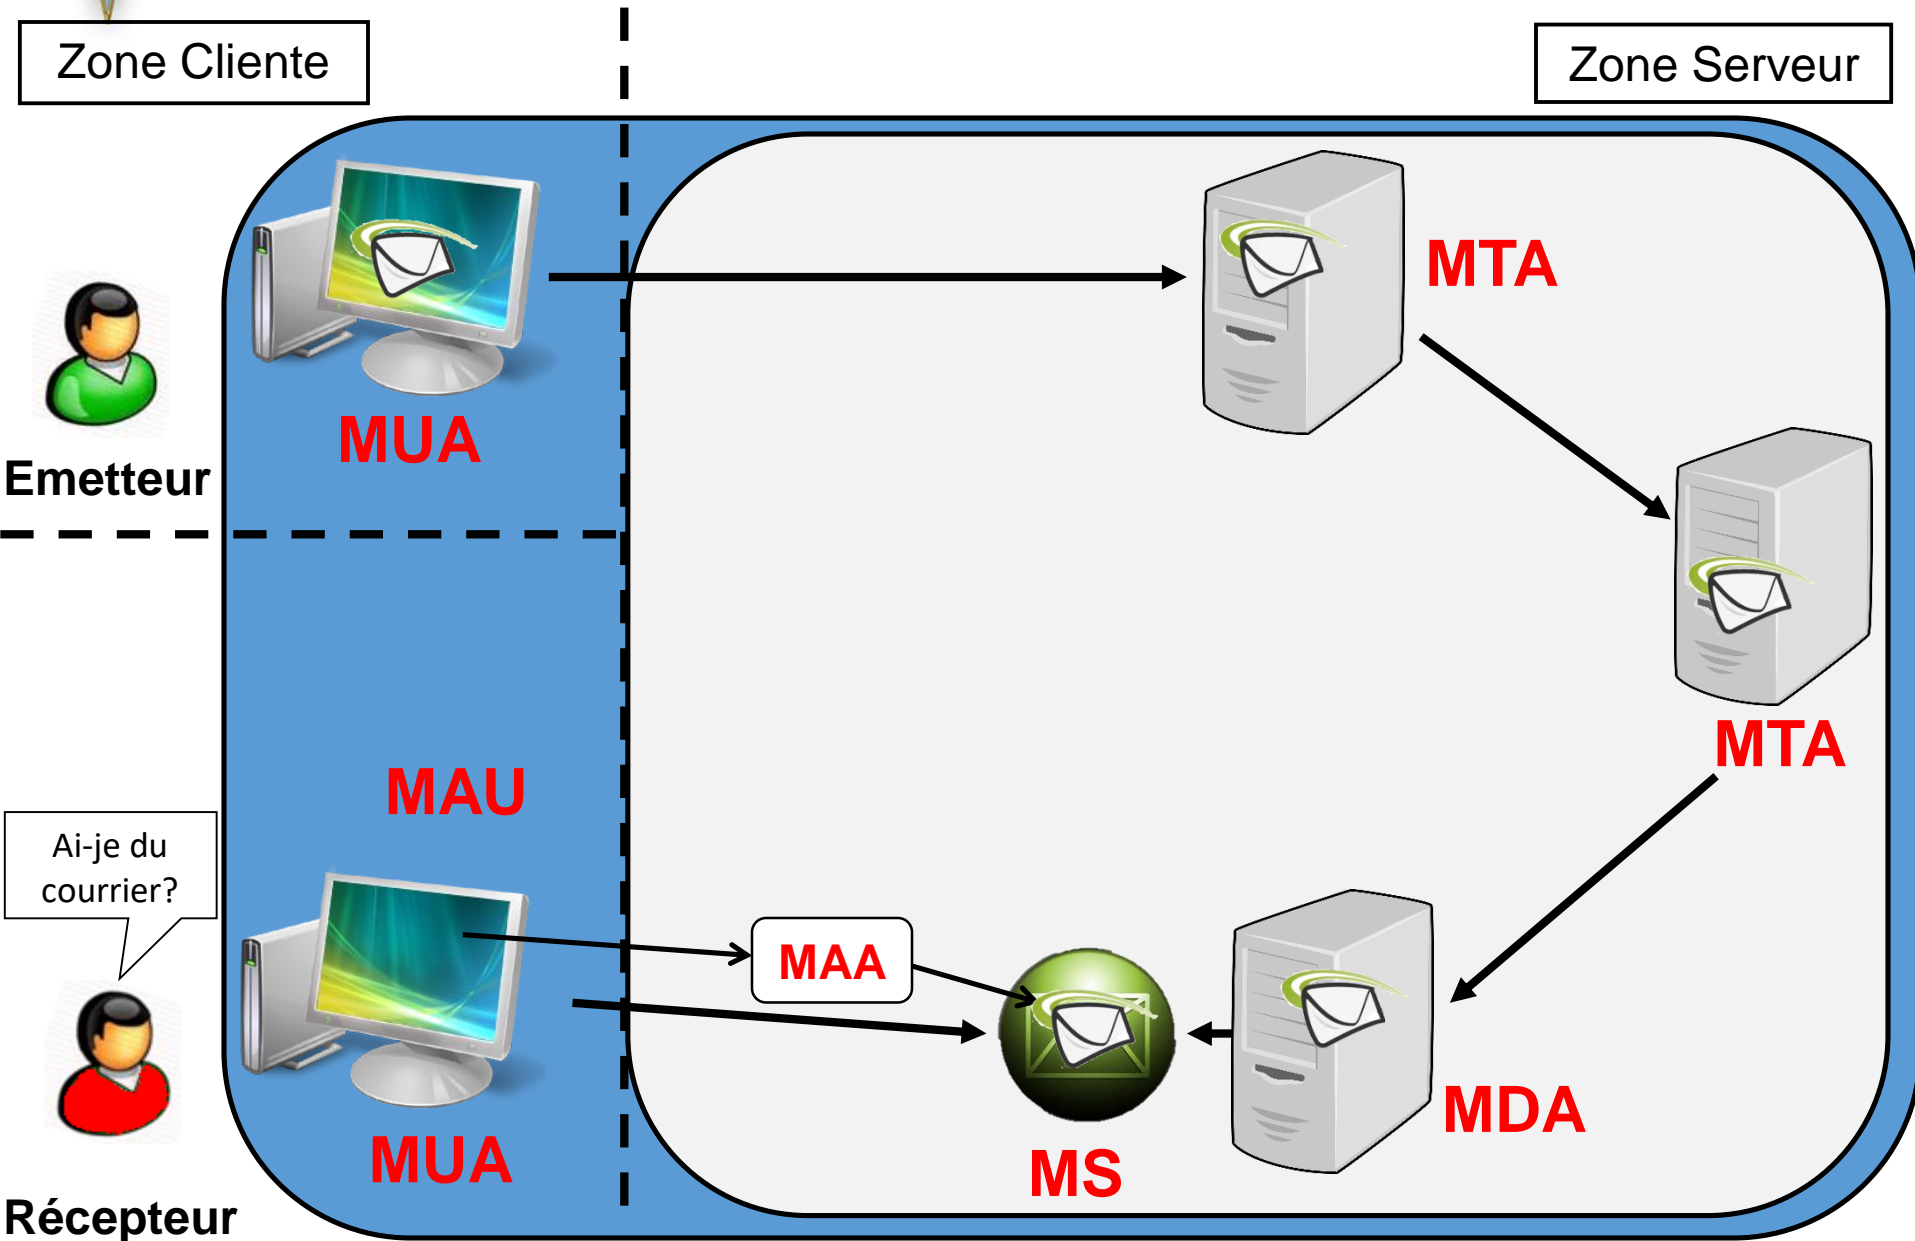 Zone Cliente
Zone Serveur
MTA
MUA
Emetteur
MTA
MAU
Ai-je du
courrier?
MAA
MDA
MUA
MS
Récepteur